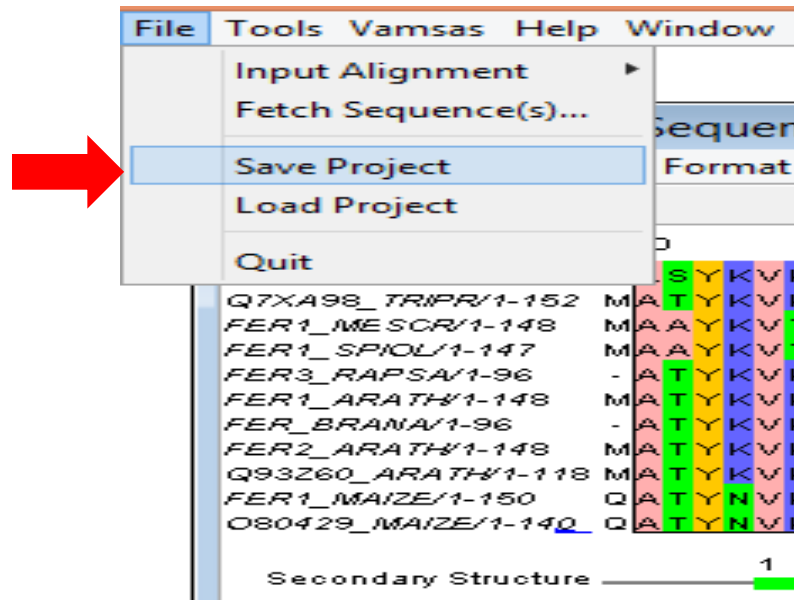 File Tools Vamsas Help Window
Input Alignment
Fetch Sequence(s)...
Save Project
Load Project
Quit
Format
S Y K V
Q7XA98_TRIPR/1-152 M A T Y K V
FER1_MESCR/1-148 M A A Y K V
FER1_SPIOL/1-147 M A A Y K V
FER3_RAPSA/1-96 - A T Y K V
FER1_ARATH/1-148 M A T Y K V
FER_BRANA/1-96 - A T Y K V
FER2_ARATH/1-148 M A T Y K V
Q93Z60_ARATH/1-118 M A T Y K V
FER1_MAIZE/1-150 Q A T Y N V
O80429_MAIZE/1-140 Q A T Y N V
1
Secondary Structure